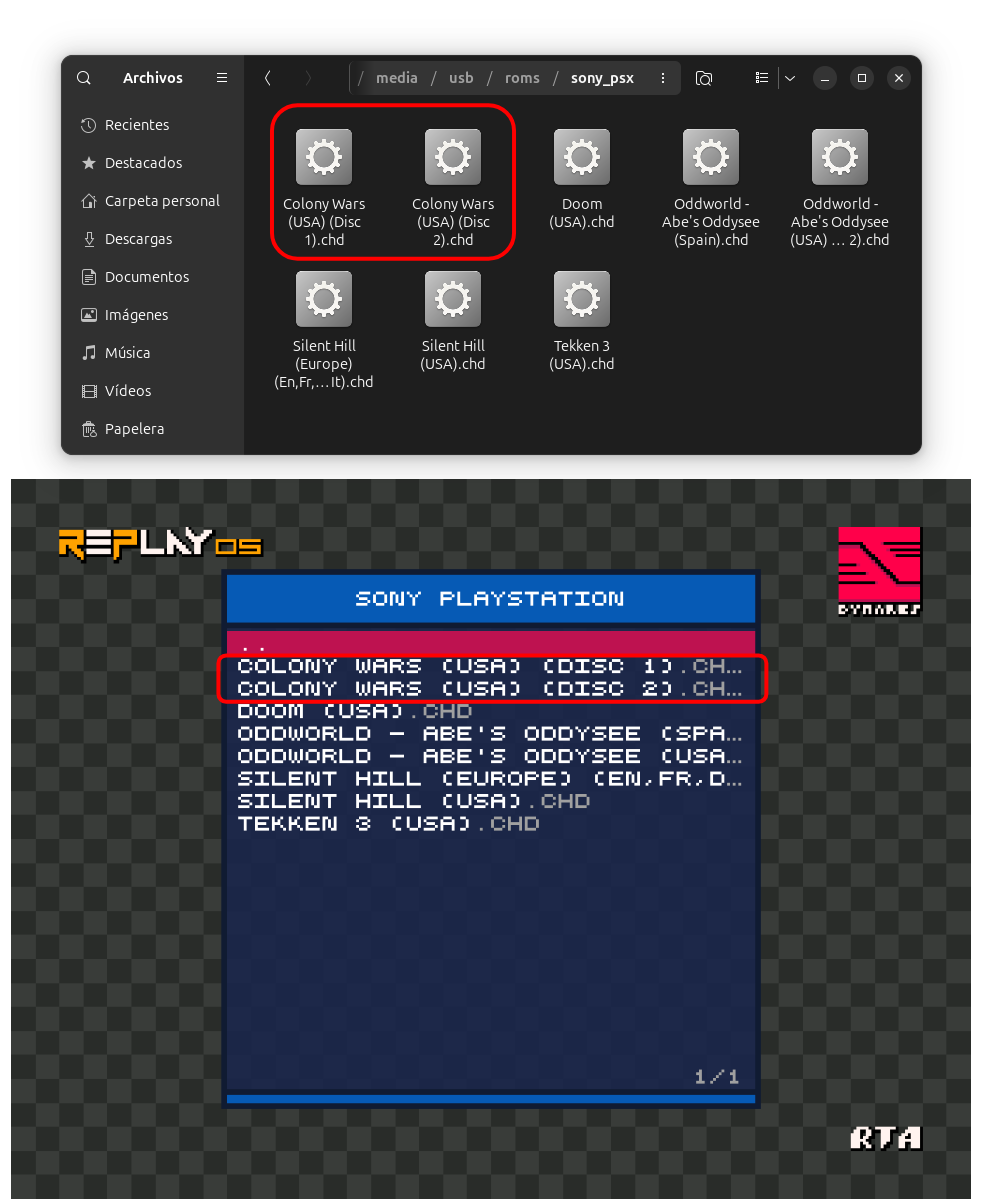 Archivos
/ media / usb / roms / sony_psx
Recientes
Destacados
Carpeta personal
Descargas
Documentos
Imágenes
Música
Vídeos
Papelera
Colony Wars
(USA) (Disc
1).chd
Colony Wars
(USA) (Disc
2).chd
Doom
(USA).chd
Oddworld -
Abe's Oddysee
(Spain).chd
Oddworld -
Abe's Oddysee
(USA) … 2).chd
Silent Hill
(Europe)
(En,Fr,…It).chd
Silent Hill
(USA).chd
Tekken 3
(USA).chd
REPLAY OS
SONY PLAYSTATION
..
COLONY WARS (USA) (DISC 1).CH…
COLONY WARS (USA) (DISC 2).CH…
DOOM (USA).CHD
ODDWORLD - ABE'S ODDYSEE (SPA…
ODDWORLD - ABE'S ODDYSEE (USA…
SILENT HILL (EUROPE) (EN,FR,D…
SILENT HILL (USA).CHD
TEKKEN 3 (USA).CHD
1/1
RTA